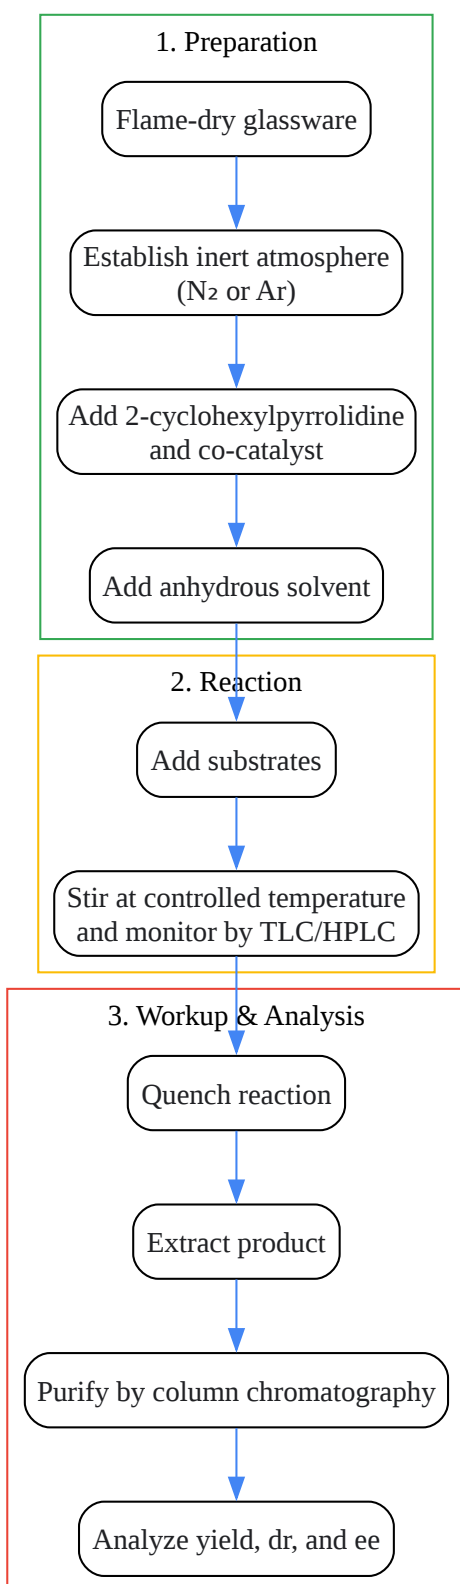 1. Preparation
Flame-dry glassware
Establish inert atmosphere
(N₂ or Ar)
Add 2-cyclohexylpyrrolidine
and co-catalyst
Add anhydrous solvent
2. Reaction
Add substrates
Stir at controlled temperature
and monitor by TLC/HPLC
3. Workup & Analysis
Quench reaction
Extract product
Purify by column chromatography
Analyze yield, dr, and ee